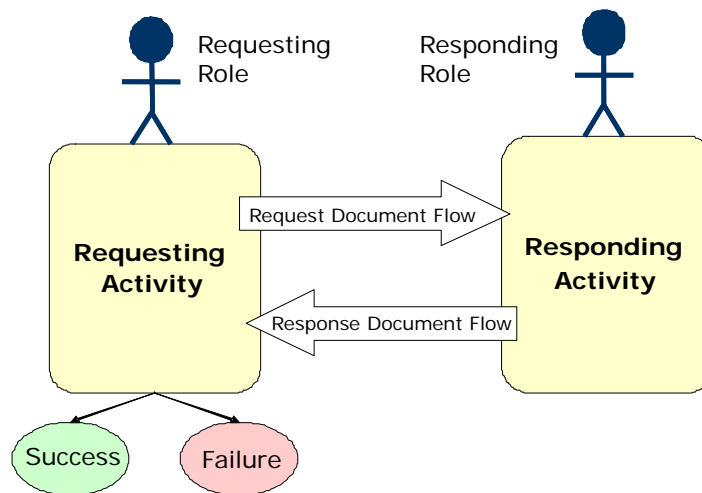 Requesting
Role
Responding
Role
Request Document Flow
Requesting
Activity
Responding
Activity
Response Document Flow
Success
Failure